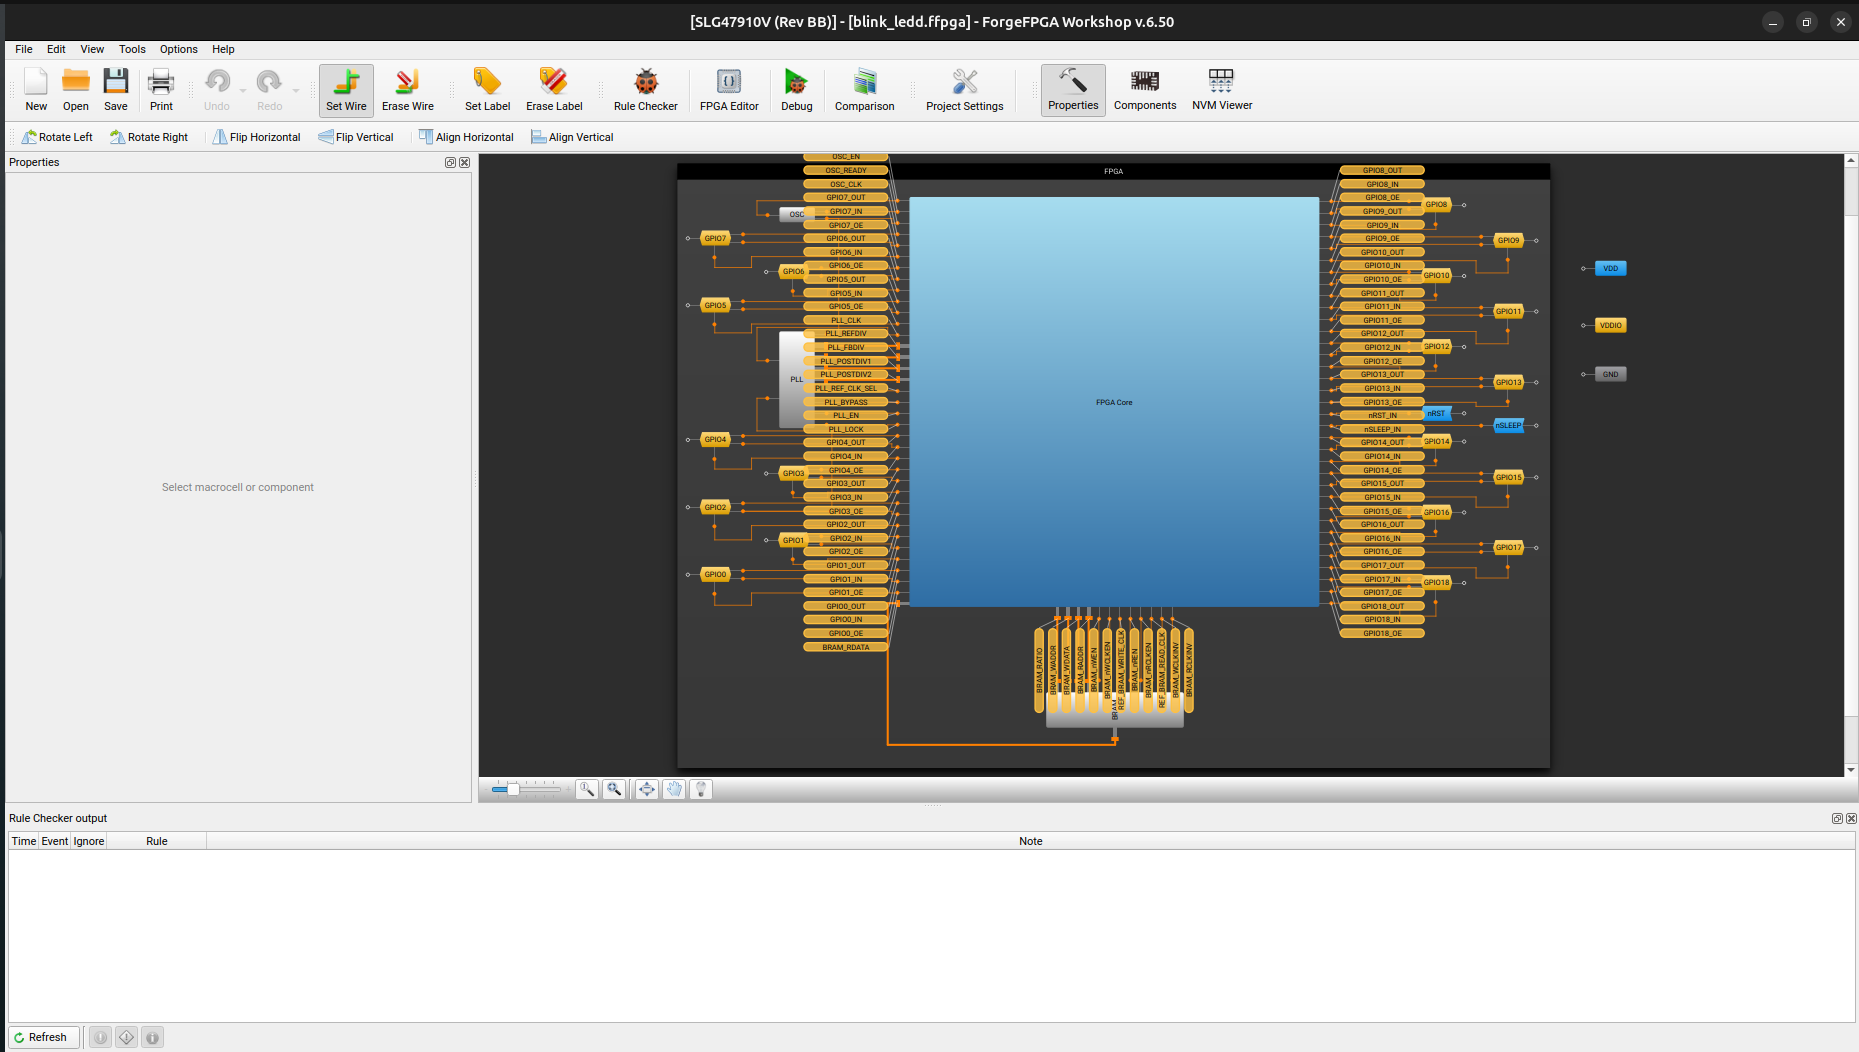 [SLG47910V (Rev BB)] - [blink_ledd.ffpga] - ForgeFPGA Workshop v.6.50
File Edit View Tools Options Help
New Open Save Print Undo Redo Set Wire Erase Wire Set Label Erase Label Rule Checker FPGA Editor Debug Comparison Project Settings Properties Components NVM Viewer
Rotate Left Rotate Right Flip Horizontal Flip Vertical Align Horizontal Align Vertical
Properties
Select macrocell or component
FPGA
FPGA Core
OSC_EN
OSC_READY
OSC_CLK
GPIO7_OUT
GPIO7_IN
GPIO7_OE
GPIO6_OUT
GPIO6_IN
GPIO6_OE
GPIO5_OUT
GPIO5_IN
GPIO5_OE
PLL_CLK
PLL_REFDIV
PLL_FBDIV
PLL_POSTDIV1
PLL_POSTDIV2
PLL_REF_CLK_SEL
PLL_BYPASS
PLL_EN
PLL_LOCK
GPIO4_OUT
GPIO4_IN
GPIO4_OE
GPIO3_OUT
GPIO3_IN
GPIO3_OE
GPIO2_OUT
GPIO2_IN
GPIO2_OE
GPIO1_OUT
GPIO1_IN
GPIO1_OE
GPIO0_OUT
GPIO0_IN
GPIO0_OE
BRAM_RDATA
OSC
GPIO7
GPIO6
GPIO5
PLL
GPIO4
GPIO3
GPIO2
GPIO1
GPIO0
GPIO8_OUT
GPIO8_IN
GPIO8_OE
GPIO9_OUT
GPIO9_IN
GPIO9_OE
GPIO10_OUT
GPIO10_IN
GPIO10_OE
GPIO11_OUT
GPIO11_IN
GPIO11_OE
GPIO12_OUT
GPIO12_IN
GPIO12_OE
GPIO13_OUT
GPIO13_IN
GPIO13_OE
nRST_IN
nSLEEP_IN
GPIO14_OUT
GPIO14_IN
GPIO14_OE
GPIO15_OUT
GPIO15_IN
GPIO15_OE
GPIO16_OUT
GPIO16_IN
GPIO16_OE
GPIO17_OUT
GPIO17_IN
GPIO17_OE
GPIO18_OUT
GPIO18_IN
GPIO18_OE
GPIO8
GPIO9
GPIO10
GPIO11
GPIO12
GPIO13
nRST
nSLEEP
GPIO14
GPIO15
GPIO16
GPIO17
GPIO18
VDD
VDDIO
GND
BRAM_RATIO
BRAM_WADDR
BRAM_WDATA
BRAM_RADDR
BRAM_nWEN
BRAM_nWCLKEN
REF_BRAM_WRITE_CLK
BRAM_nREN
BRAM_nRCLKEN
REF_BRAM_READ_CLK
BRAM_WCLKINV
BRAM_RCLKINV
BRAM
Rule Checker output
Time Event Ignore Rule Note
Refresh